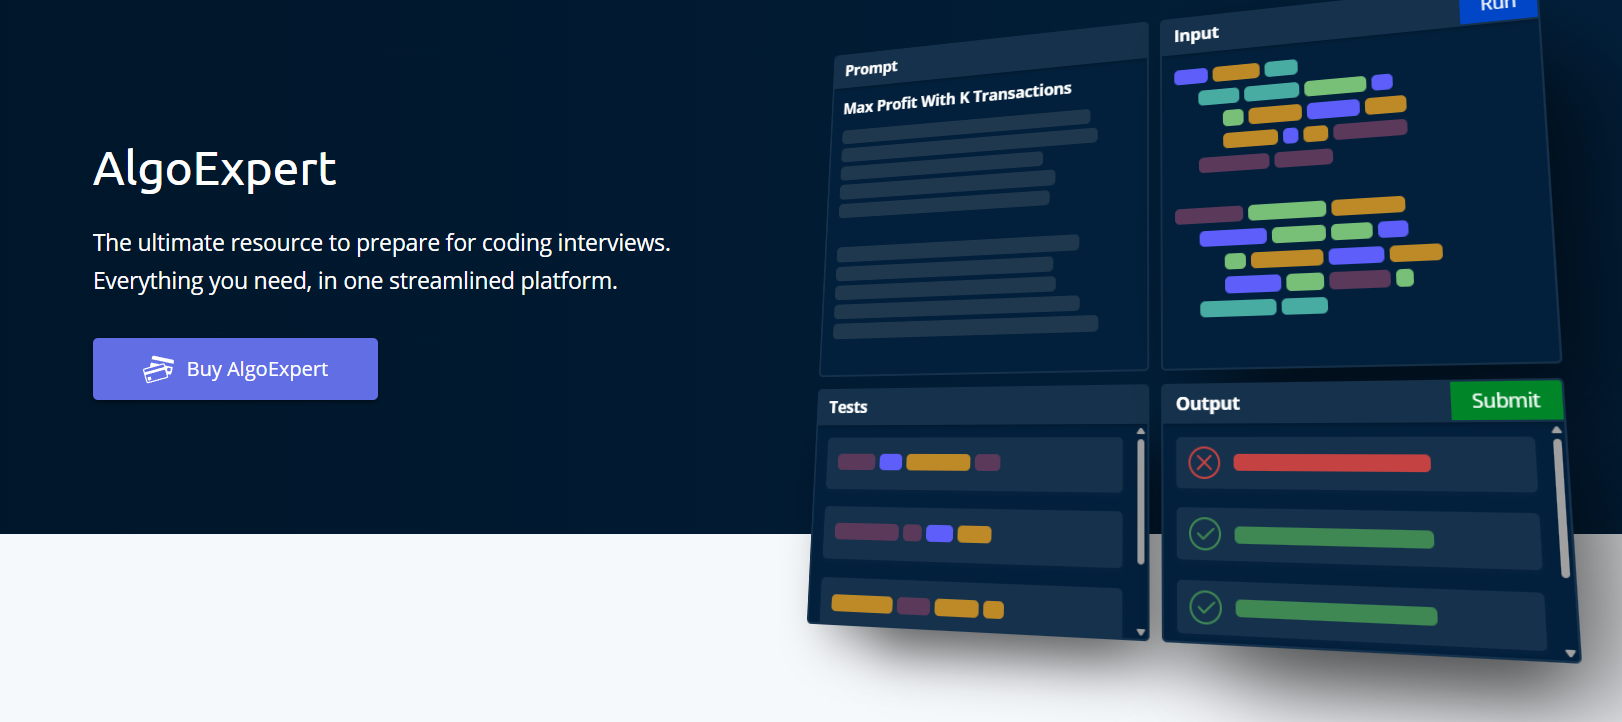 AlgoExpert
The ultimate resource to prepare for coding interviews.
Everything you need, in one streamlined platform.
Buy AlgoExpert
Prompt
Max Profit With K Transactions
Input
Run
Tests
Output
Submit